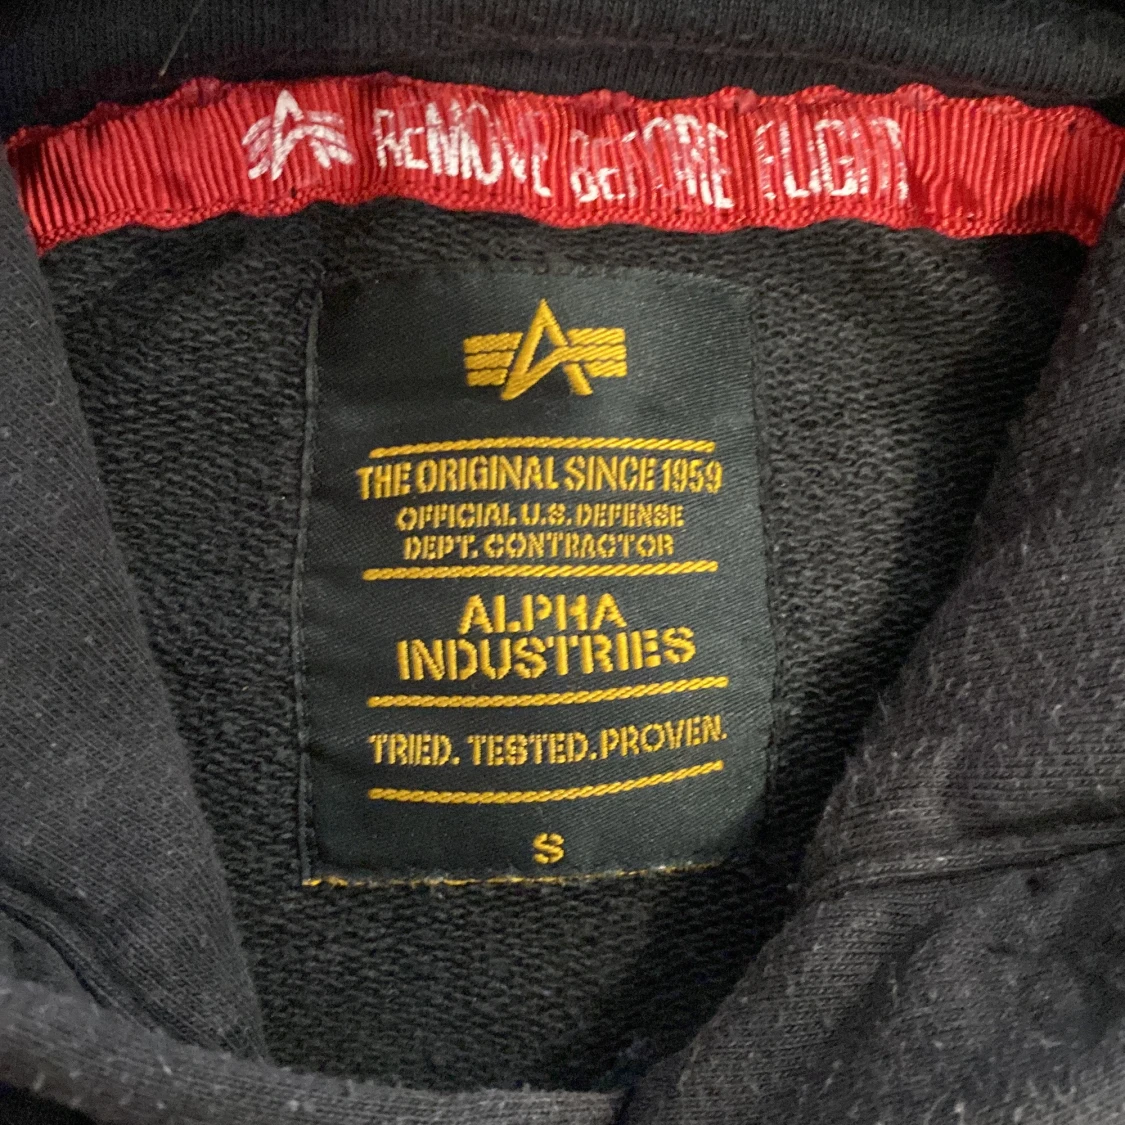 REMOVE BEFORE FLIGHT
THE ORIGINAL SINCE 1959
OFFICIAL U.S. DEFENSE
DEPT. CONTRACTOR
ALPHA
INDUSTRIES
TRIED. TESTED. PROVEN.
S